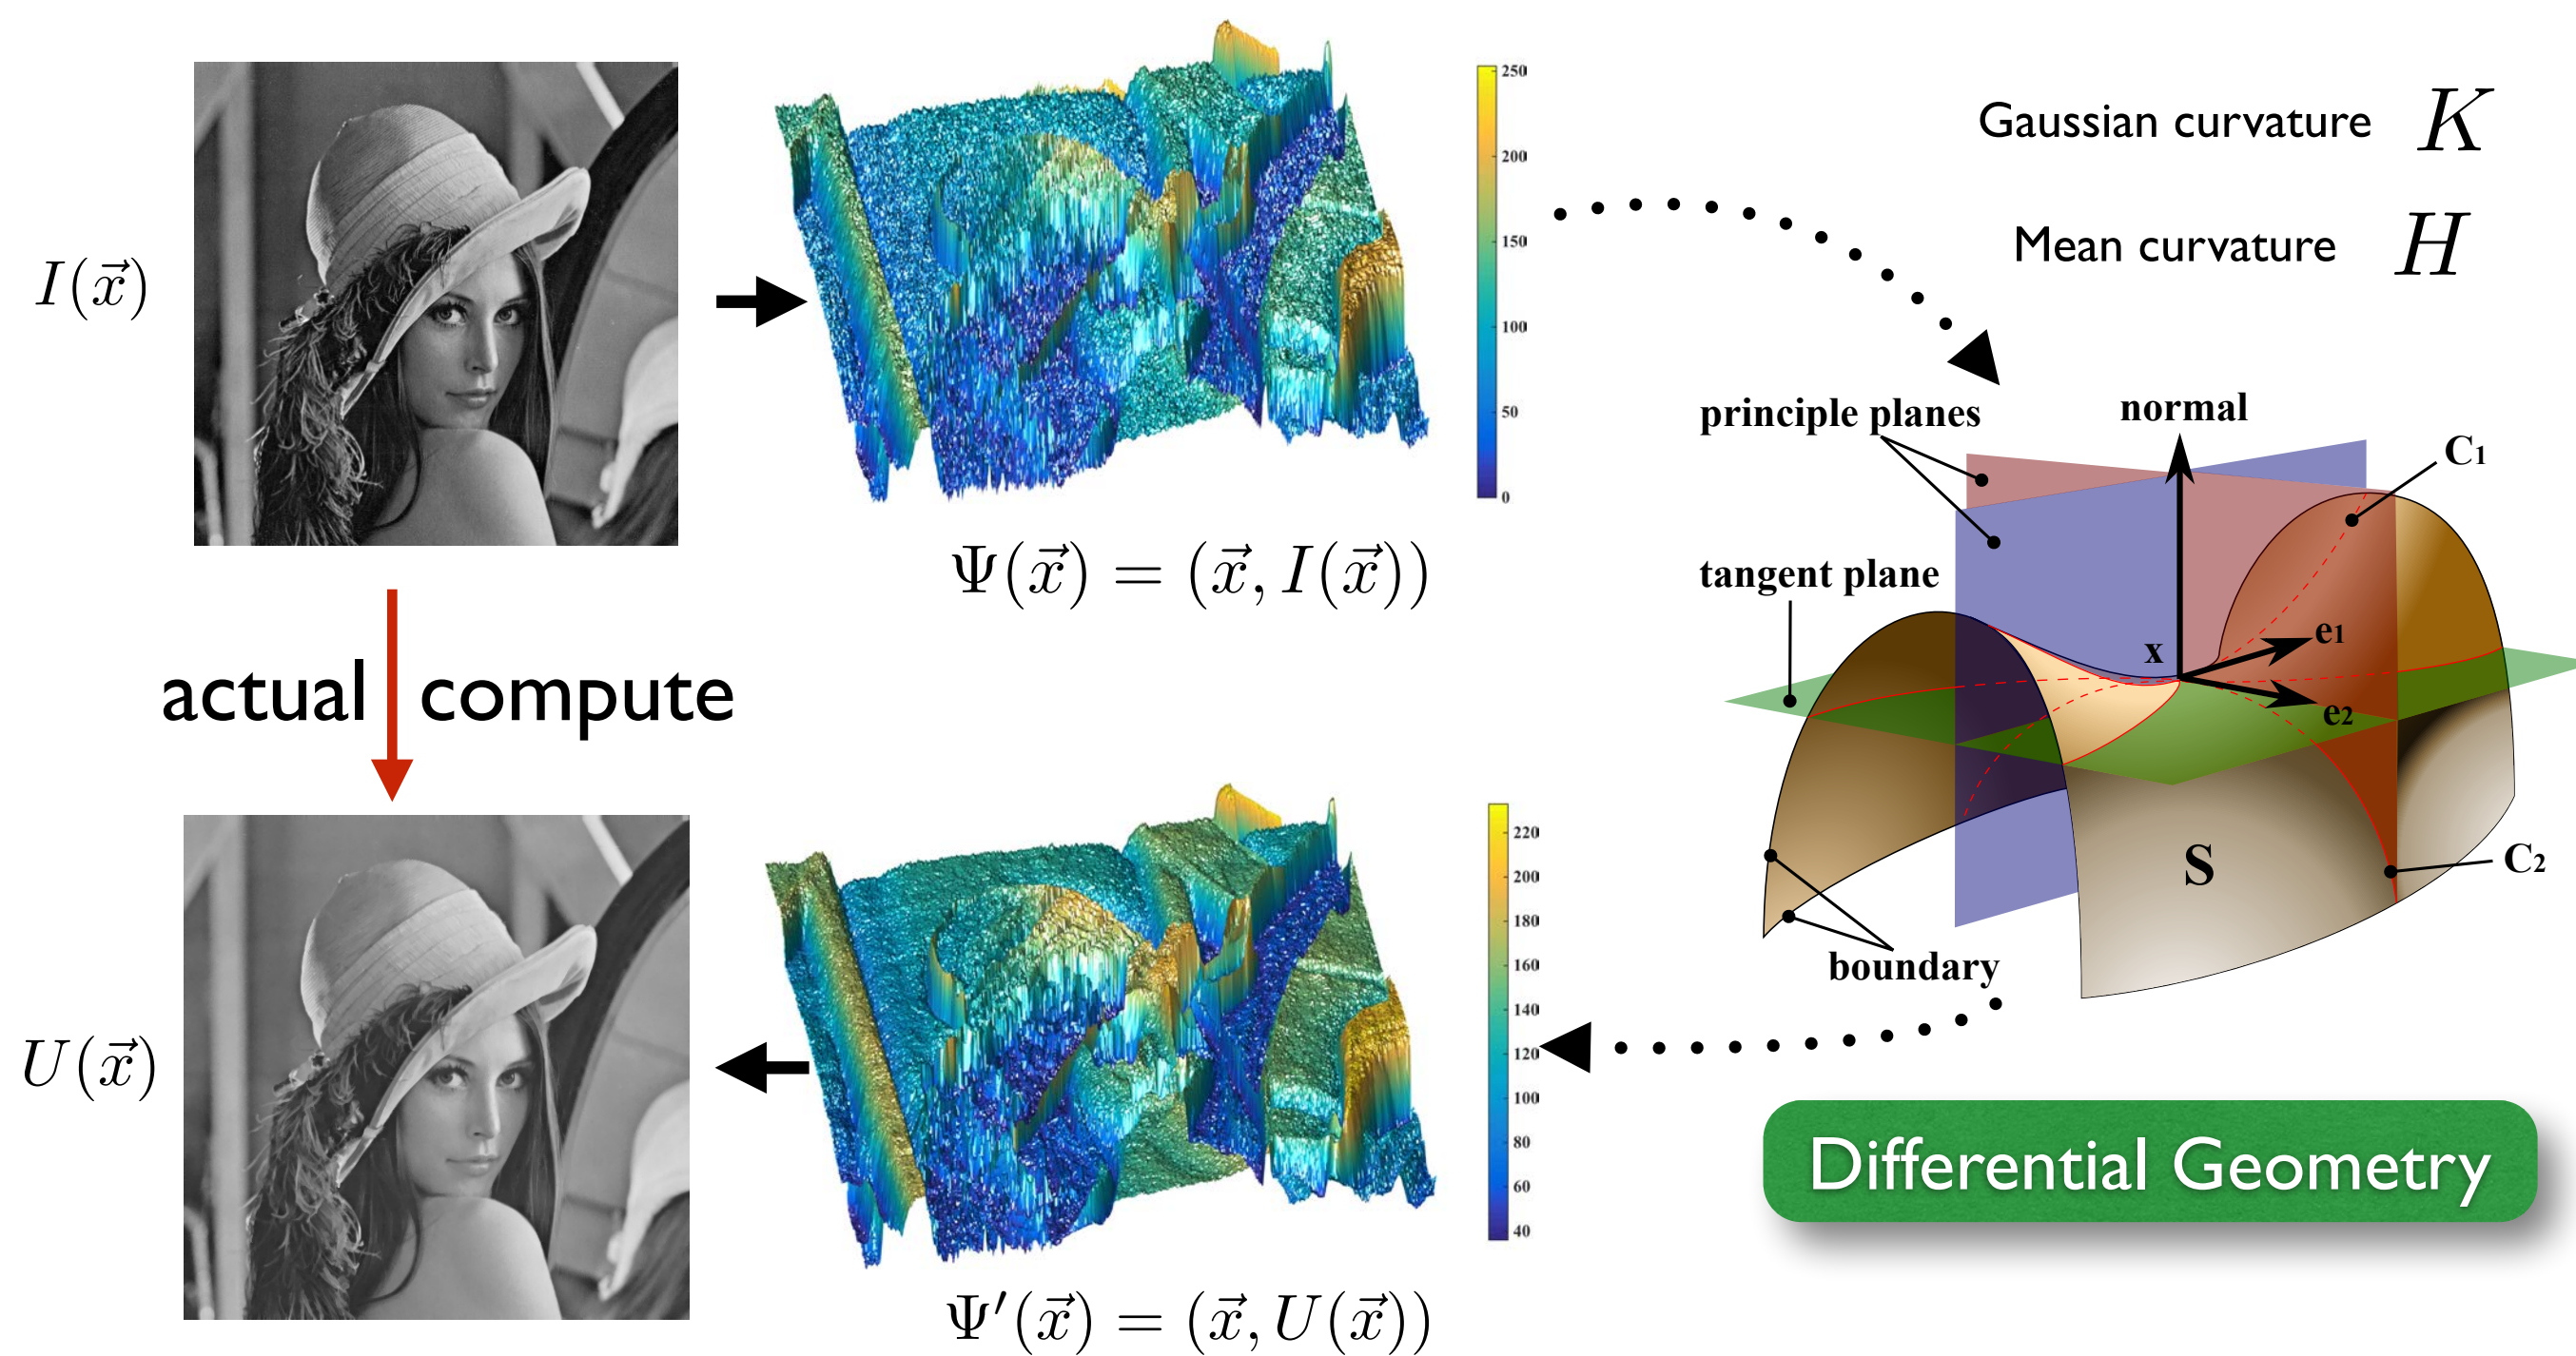 I(x⃗)
250
200
150
100
50
0
Ψ(x⃗) = (x⃗, I(x⃗))
Gaussian curvature K
Mean curvature H
principle planes
normal
C1
tangent plane
x
e1
e2
S
C2
boundary
actual compute
U(x⃗)
220
200
180
160
140
120
100
80
60
40
Ψ′(x⃗) = (x⃗, U(x⃗))
Differential Geometry